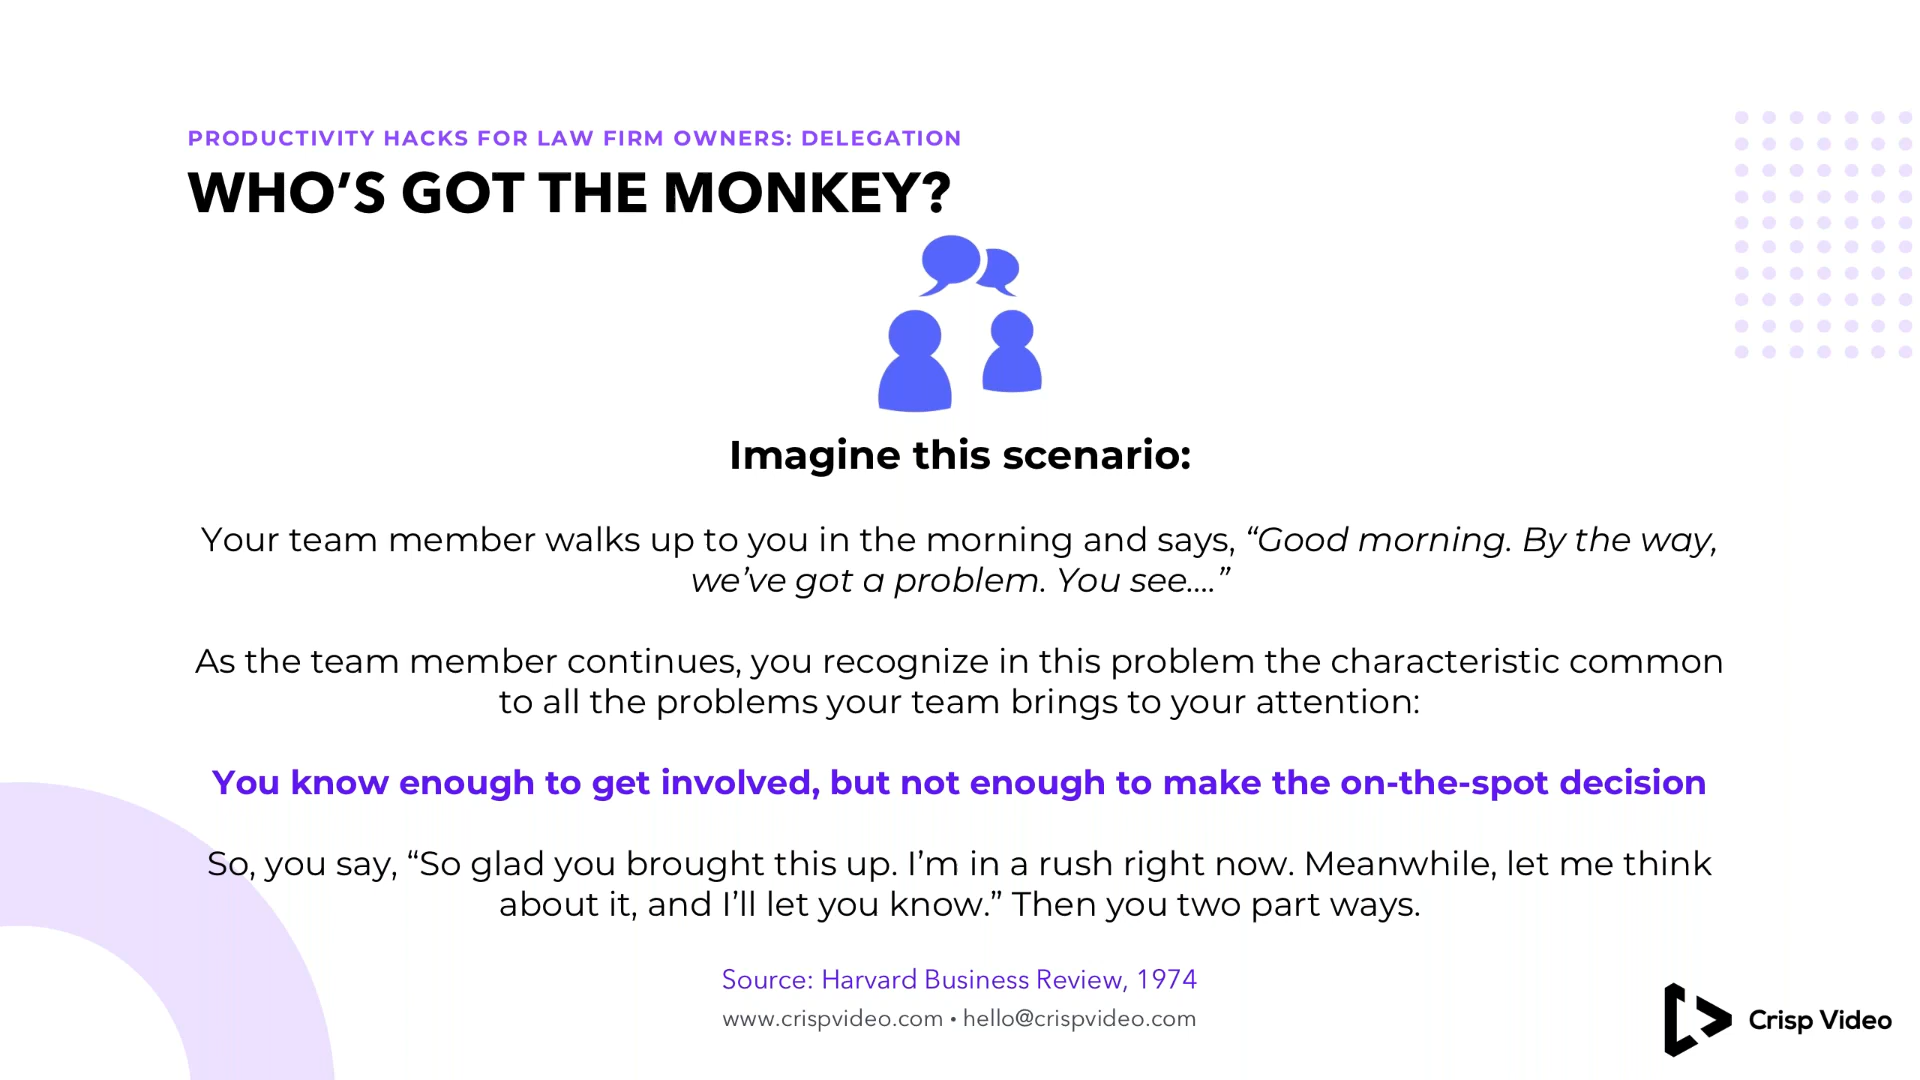 PRODUCTIVITY HACKS FOR LAW FIRM OWNERS: DELEGATION
WHO’S GOT THE MONKEY?
Imagine this scenario:
Your team member walks up to you in the morning and says, “Good morning. By the way,
we’ve got a problem. You see....”
As the team member continues, you recognize in this problem the characteristic common
to all the problems your team brings to your attention:
You know enough to get involved, but not enough to make the on-the-spot decision
So, you say, “So glad you brought this up. I’m in a rush right now. Meanwhile, let me think
about it, and I’ll let you know.” Then you two part ways.
Source: Harvard Business Review, 1974
www.crispvideo.com • hello@crispvideo.com
Crisp Video